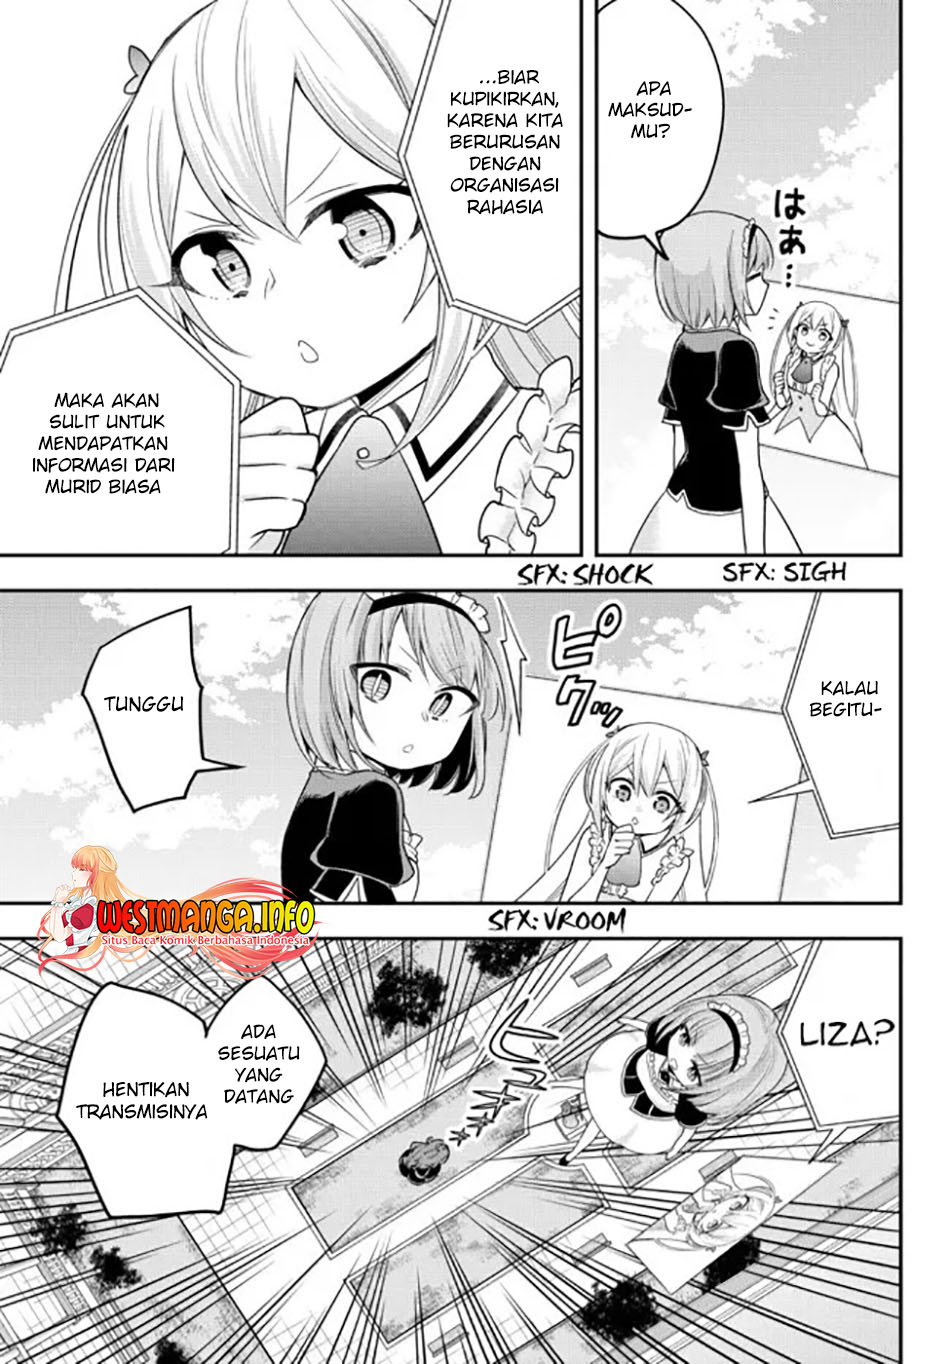 APA
MAKSUD-
MU?
はぁ…
SFX: SIGH
...BIAR
KUPIKIRKAN,
KARENA KITA
BERURUSAN
DENGAN
ORGANISASI
RAHASIA
MAKA AKAN
SULIT UNTUK
MENDAPATKAN
INFORMASI DARI
MURID BIASA
SFX: SHOCK
KALAU
BEGITU-
ピクッ
TUNGGU
WESTMANGA.INFO
Situs Baca Komik Berbahasa Indonesia
SFX: VROOM
LIZA?
ADA
SESUATU
YANG
DATANG
HENTIKAN
TRANSMISINYA